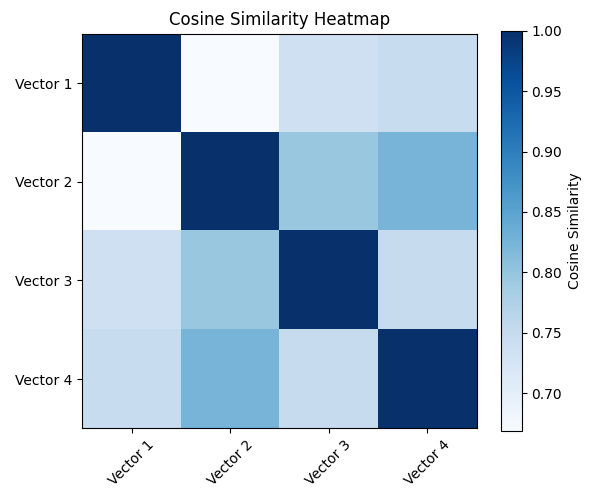 Cosine Similarity Heatmap
Vector 1
Vector 2
Vector 3
Vector 4
Vector 1
Vector 2
Vector 3
Vector 4
1.00
0.95
0.90
0.85
0.80
0.75
0.70
Cosine Similarity